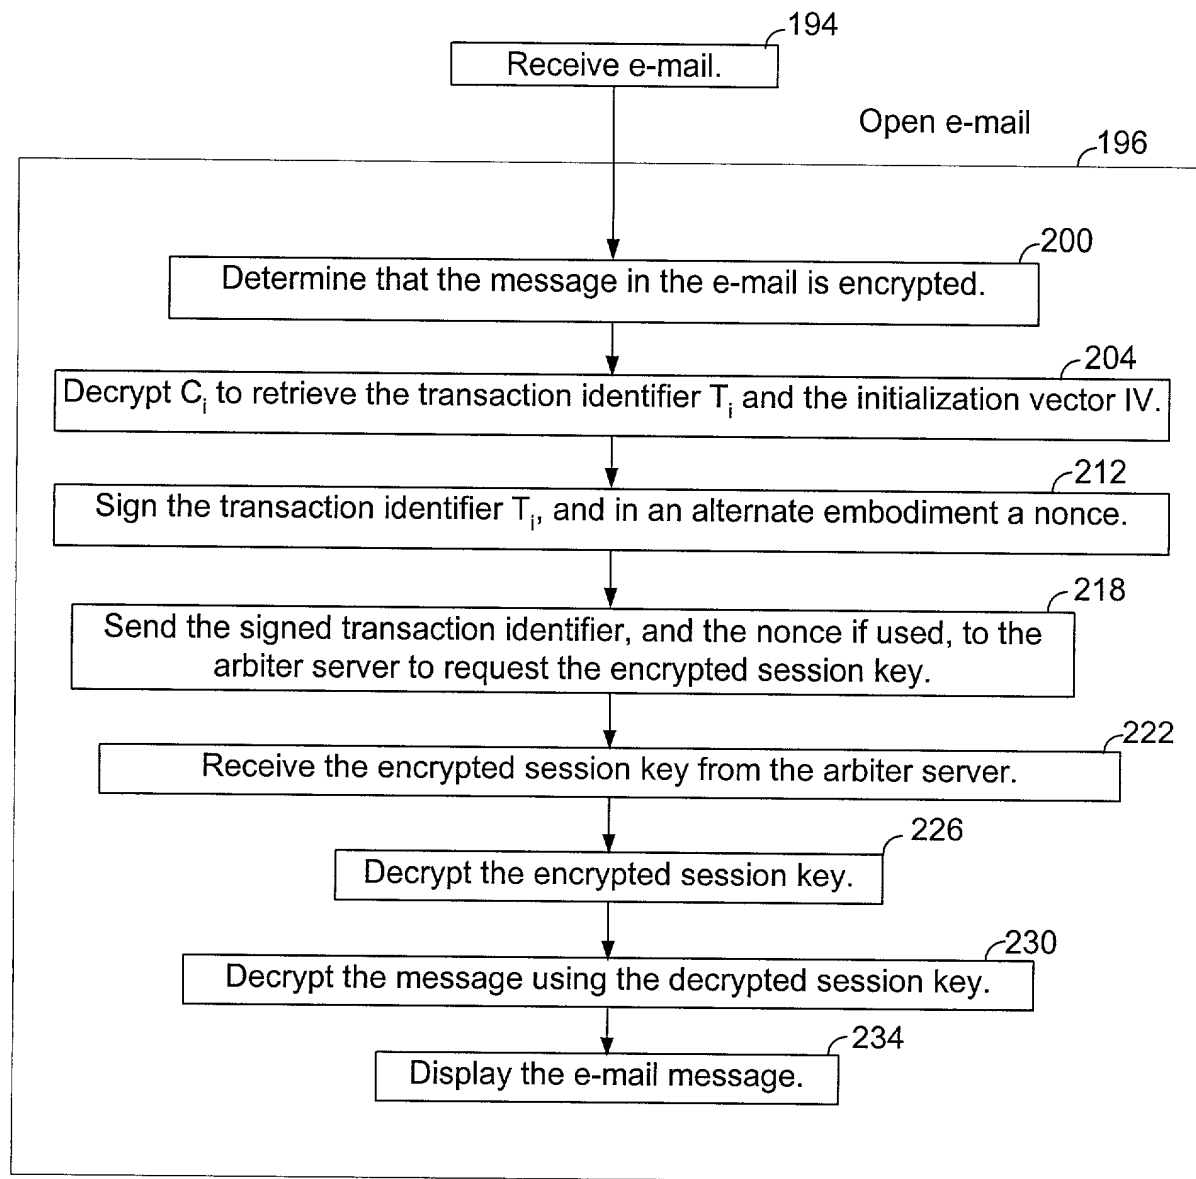 194
Receive e-mail.
Open e-mail
196
200
Determine that the message in the e-mail is encrypted.
204
Decrypt Ci to retrieve the transaction identifier Ti and the initialization vector IV.
212
Sign the transaction identifier Ti, and in an alternate embodiment a nonce.
218
Send the signed transaction identifier, and the nonce if used, to the
arbiter server to request the encrypted session key.
222
Receive the encrypted session key from the arbiter server.
226
Decrypt the encrypted session key.
230
Decrypt the message using the decrypted session key.
234
Display the e-mail message.